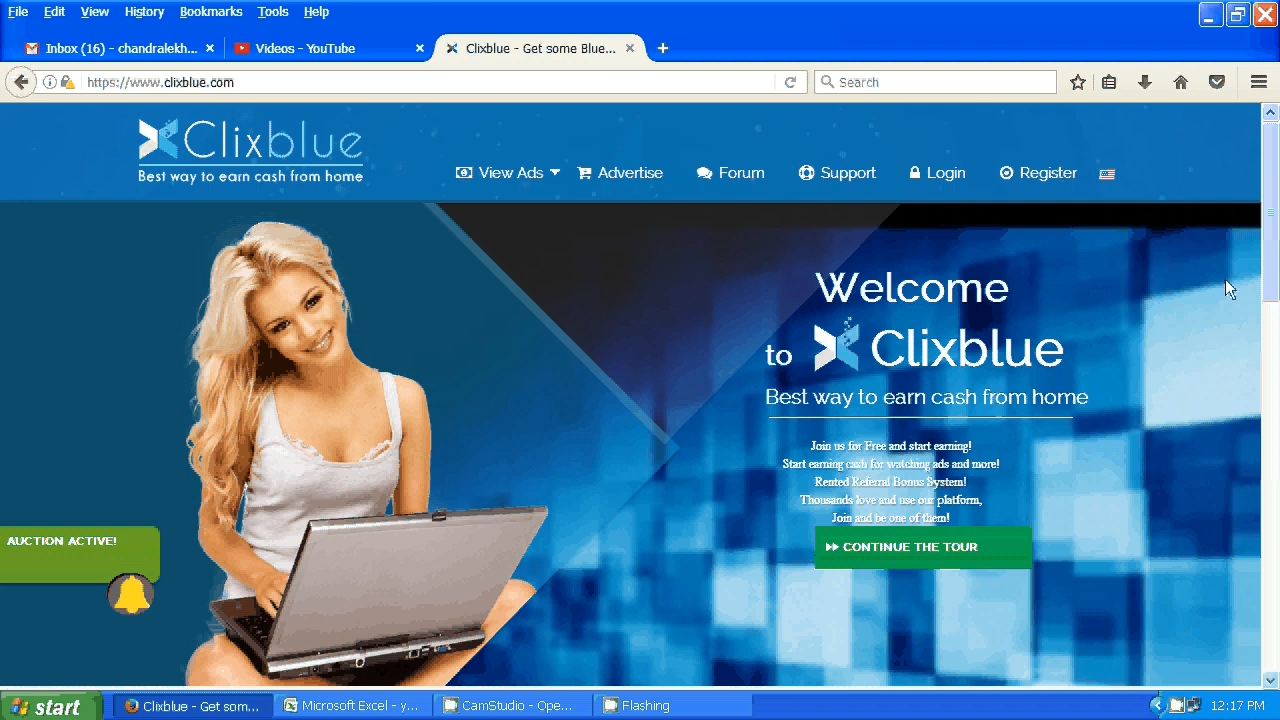 File Edit View History Bookmarks Tools Help
Inbox (16) - chandralekh... × Videos - YouTube × Clixblue - Get some Blue... × +
https://www.clixblue.com Search
Clixblue
Best way to earn cash from home
View Ads Advertise Forum Support Login Register
Welcome
to Clixblue
Best way to earn cash from home
Join us for Free and start earning!
Start earning cash for watching ads and more!
Rented Referral Bonus System!
Thousands love and use our platform,
Join and be one of them!
CONTINUE THE TOUR
AUCTION ACTIVE!
start Clixblue - Get som... Microsoft Excel - y... CamStudio - Ope... Flashing 12:17 PM